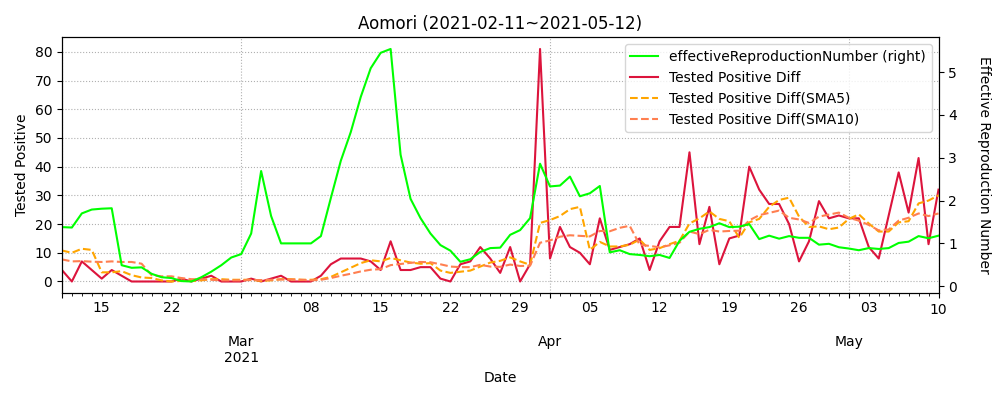 Aomori (2021-02-11~2021-05-12)
effectiveReproductionNumber (right)
Tested Positive Diff
Tested Positive Diff(SMA5)
Tested Positive Diff(SMA10)
Tested Positive
80
70
60
50
40
30
20
10
0
Effective Reproduction Number
5
4
3
2
1
0
15 22 08 15 22 29 05 12 19 26 03 10
Mar Apr May
2021
Date